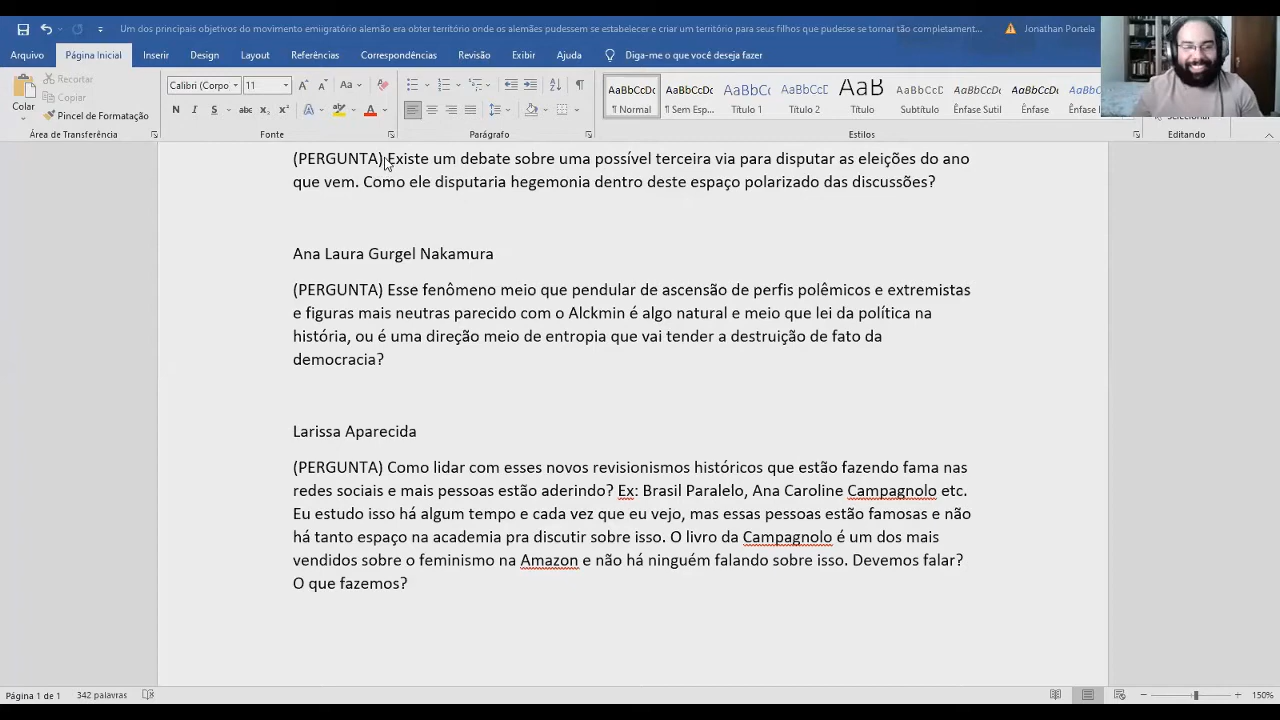 Um dos principais objetivos do movimento emigratório alemão era obter território onde os alemães pudessem se estabelecer e criar um território para seus filhos que pudesse se tornar tão completament...
Jonathan Portela
Arquivo
Página Inicial
Inserir
Design
Layout
Referências
Correspondências
Revisão
Exibir
Ajuda
Diga-me o que você deseja fazer
Colar
Recortar
Copiar
Pincel de Formatação
Área de Transferência
Calibri (Corpo
11
Fonte
Parágrafo
AaBbCcDc
¶ Normal
AaBbCcDc
¶ Sem Esp...
AaBbCc
Título 1
AaBbCcD
Título 2
AaB
Título
AaBbCcD
Subtítulo
AaBbCcDc
Ênfase Sutil
AaBbCcDc
Ênfase
Estilos
Selecionar
Editando
(PERGUNTA) Existe um debate sobre uma possível terceira via para disputar as eleições do ano
que vem. Como ele disputaria hegemonia dentro deste espaço polarizado das discussões?
Ana Laura Gurgel Nakamura
(PERGUNTA) Esse fenômeno meio que pendular de ascensão de perfis polêmicos e extremistas
e figuras mais neutras parecido com o Alckmin é algo natural e meio que lei da política na
história, ou é uma direção meio de entropia que vai tender a destruição de fato da
democracia?
Larissa Aparecida
(PERGUNTA) Como lidar com esses novos revisionismos históricos que estão fazendo fama nas
redes sociais e mais pessoas estão aderindo? Ex: Brasil Paralelo, Ana Caroline Campagnolo etc.
Eu estudo isso há algum tempo e cada vez que eu vejo, mas essas pessoas estão famosas e não
há tanto espaço na academia pra discutir sobre isso. O livro da Campagnolo é um dos mais
vendidos sobre o feminismo na Amazon e não há ninguém falando sobre isso. Devemos falar?
O que fazemos?
Página 1 de 1
342 palavras
150%